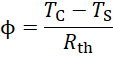 ϕ = (T_C − T_S) / R_th